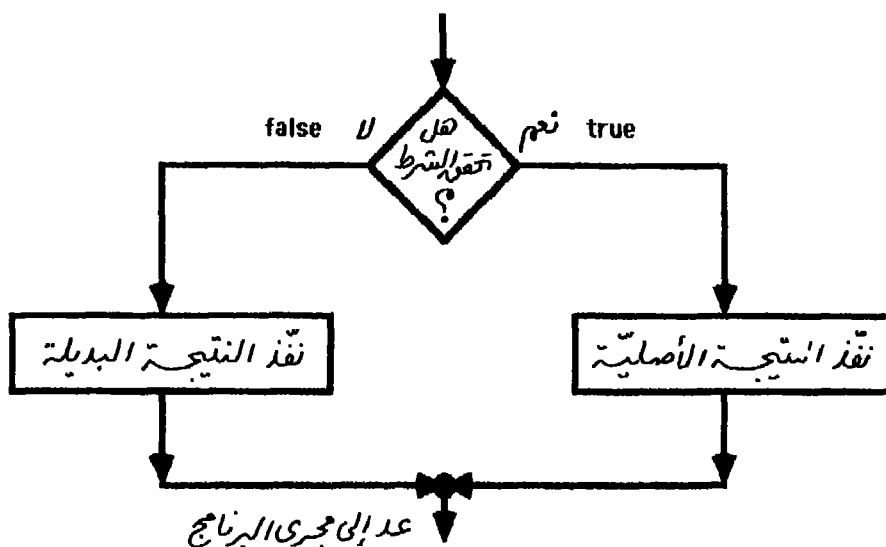 false لا
هل
تحقق الشرط
؟
نعم true
نفّذ النتيجة البديلة
نفّذ النتيجة الأصليّة
عد إلى مجرى البرنامج